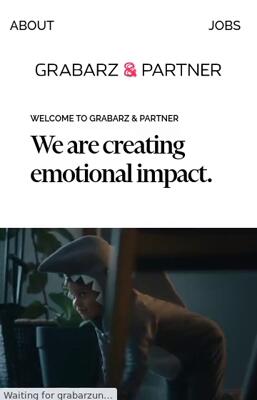 ABOUT JOBS
GRABARZ & PARTNER
WELCOME TO GRABARZ & PARTNER
We are creating
emotional impact.
Waiting for grabarzun...